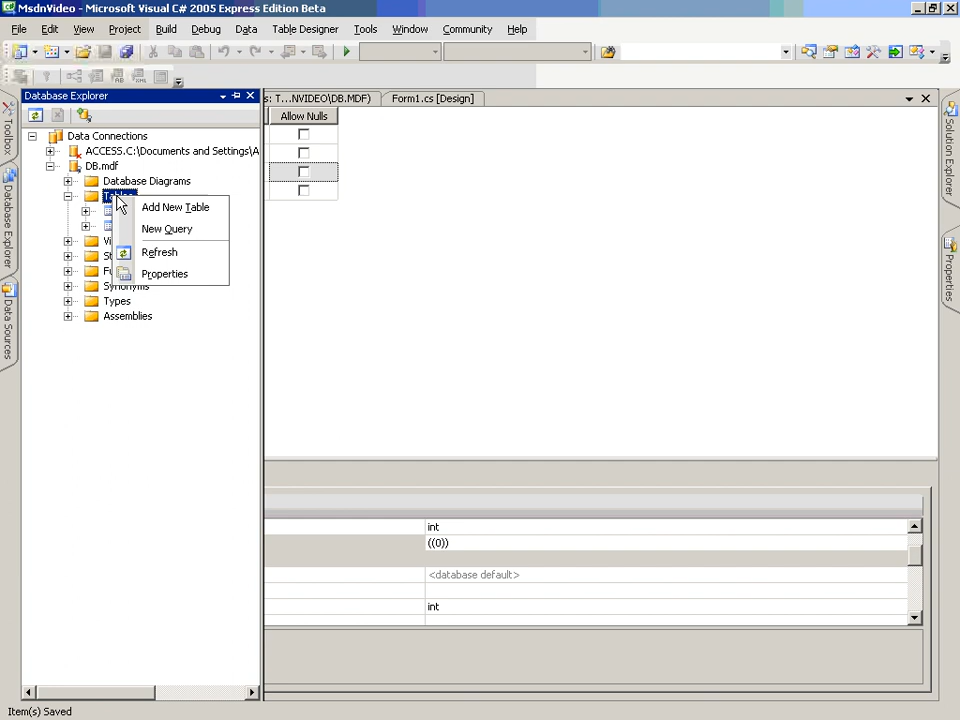 MsdnVideo - Microsoft Visual C# 2005 Express Edition Beta
File Edit View Project Build Debug Data Table Designer Tools Window Community Help
Database Explorer
s: T...NVIDEO\DB.MDF)
Form1.cs [Design]
Allow Nulls
Data Connections
ACCESS.C:\Documents and Settings\A
DB.mdf
Database Diagrams
Tables
Add New Table
New Query
Refresh
Properties
Synonyms
Types
Assemblies
Toolbox
Database Explorer
Data Sources
Solution Explorer
Properties
int
((0))
<database default>
int
Item(s) Saved